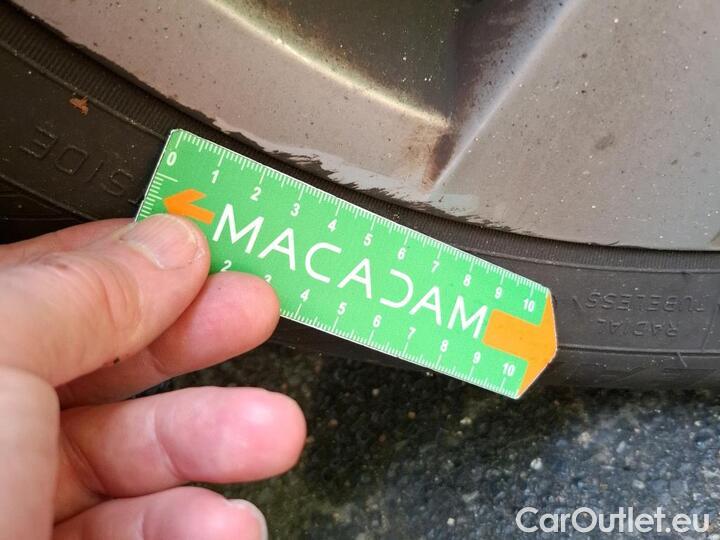 OUTSIDE
0 1 2 3 4 5 6 7 8 9 10
MACADAM
2 3 4 5 6 7 8 9 10
RADIAL
TUBELESS
CarOutlet.eu